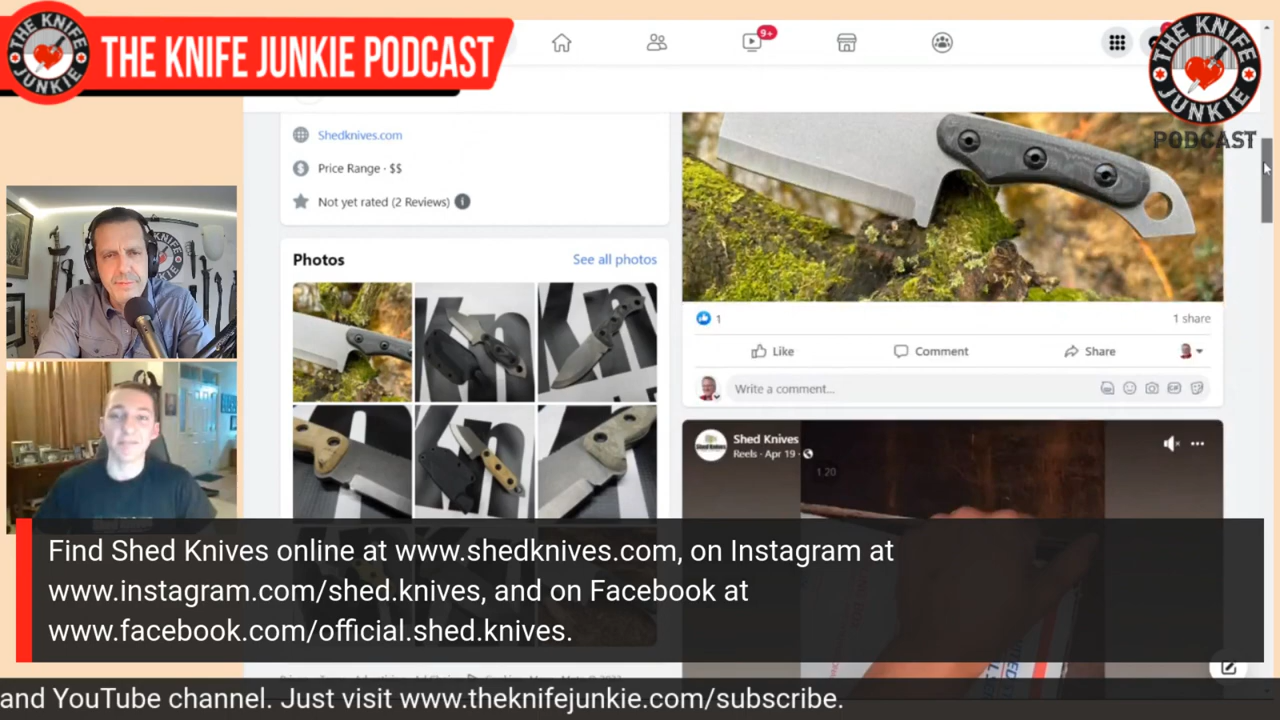 THE KNIFE JUNKIE
THE KNIFE JUNKIE PODCAST
9+
THE KNIFE JUNKIE
PODCAST
Shedknives.com
Price Range · $$
Not yet rated (2 Reviews)
Photos
See all photos
1
1 share
Like
Comment
Share
Write a comment...
Shed Knives
Reels · Apr 19 ·
1.20
Find Shed Knives online at www.shedknives.com, on Instagram at
www.instagram.com/shed.knives, and on Facebook at
www.facebook.com/official.shed.knives.
and YouTube channel. Just visit www.theknifejunkie.com/subscribe.